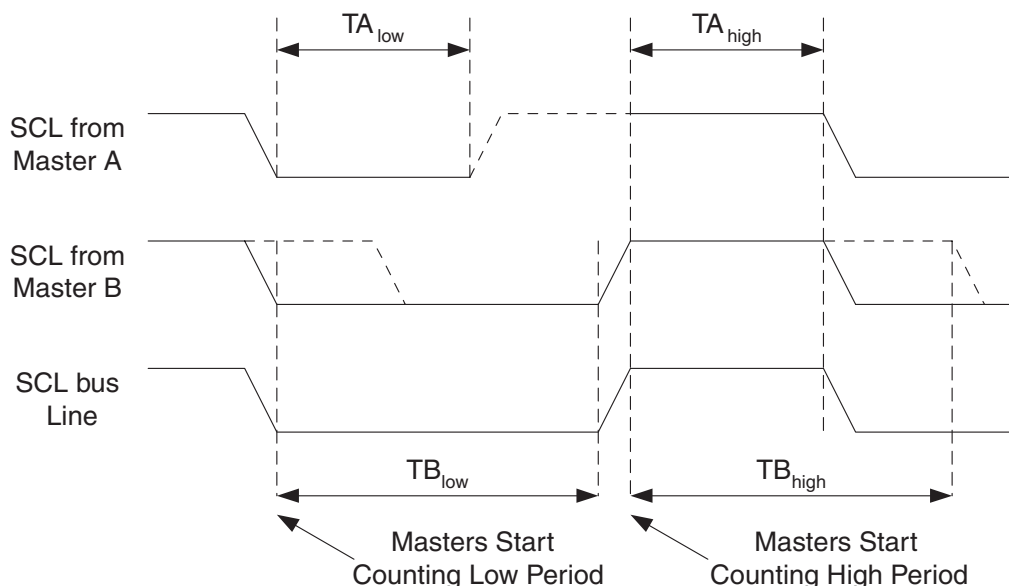 TA low
TA high
SCL from
Master A
SCL from
Master B
SCL bus
Line
TB low
TB high
Masters Start
Counting Low Period
Masters Start
Counting High Period